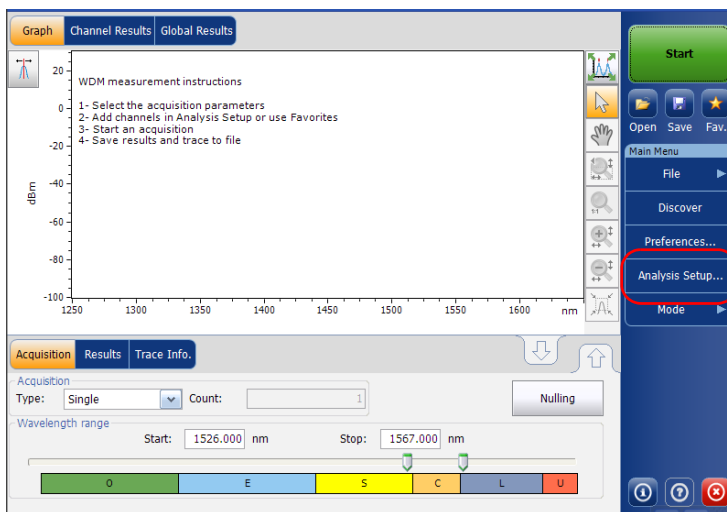 Graph Channel Results Global Results
Start
20
WDM measurement instructions
0
1- Select the acquisition parameters
2- Add channels in Analysis Setup or use Favorites
3- Start an acquisition
4- Save results and trace to file
-20
-40
dBm
-60
-80
-100
1250 1300 1350 1400 1450 1500 1550 1600 nm
1:1
Open Save Fav.
Main Menu
File
Discover
Preferences...
Analysis Setup...
Mode
Acquisition Results Trace Info.
Acquisition
Type: Single Count: 1
Nulling
Wavelength range
Start: 1526.000 nm Stop: 1567.000 nm
O E S C L U